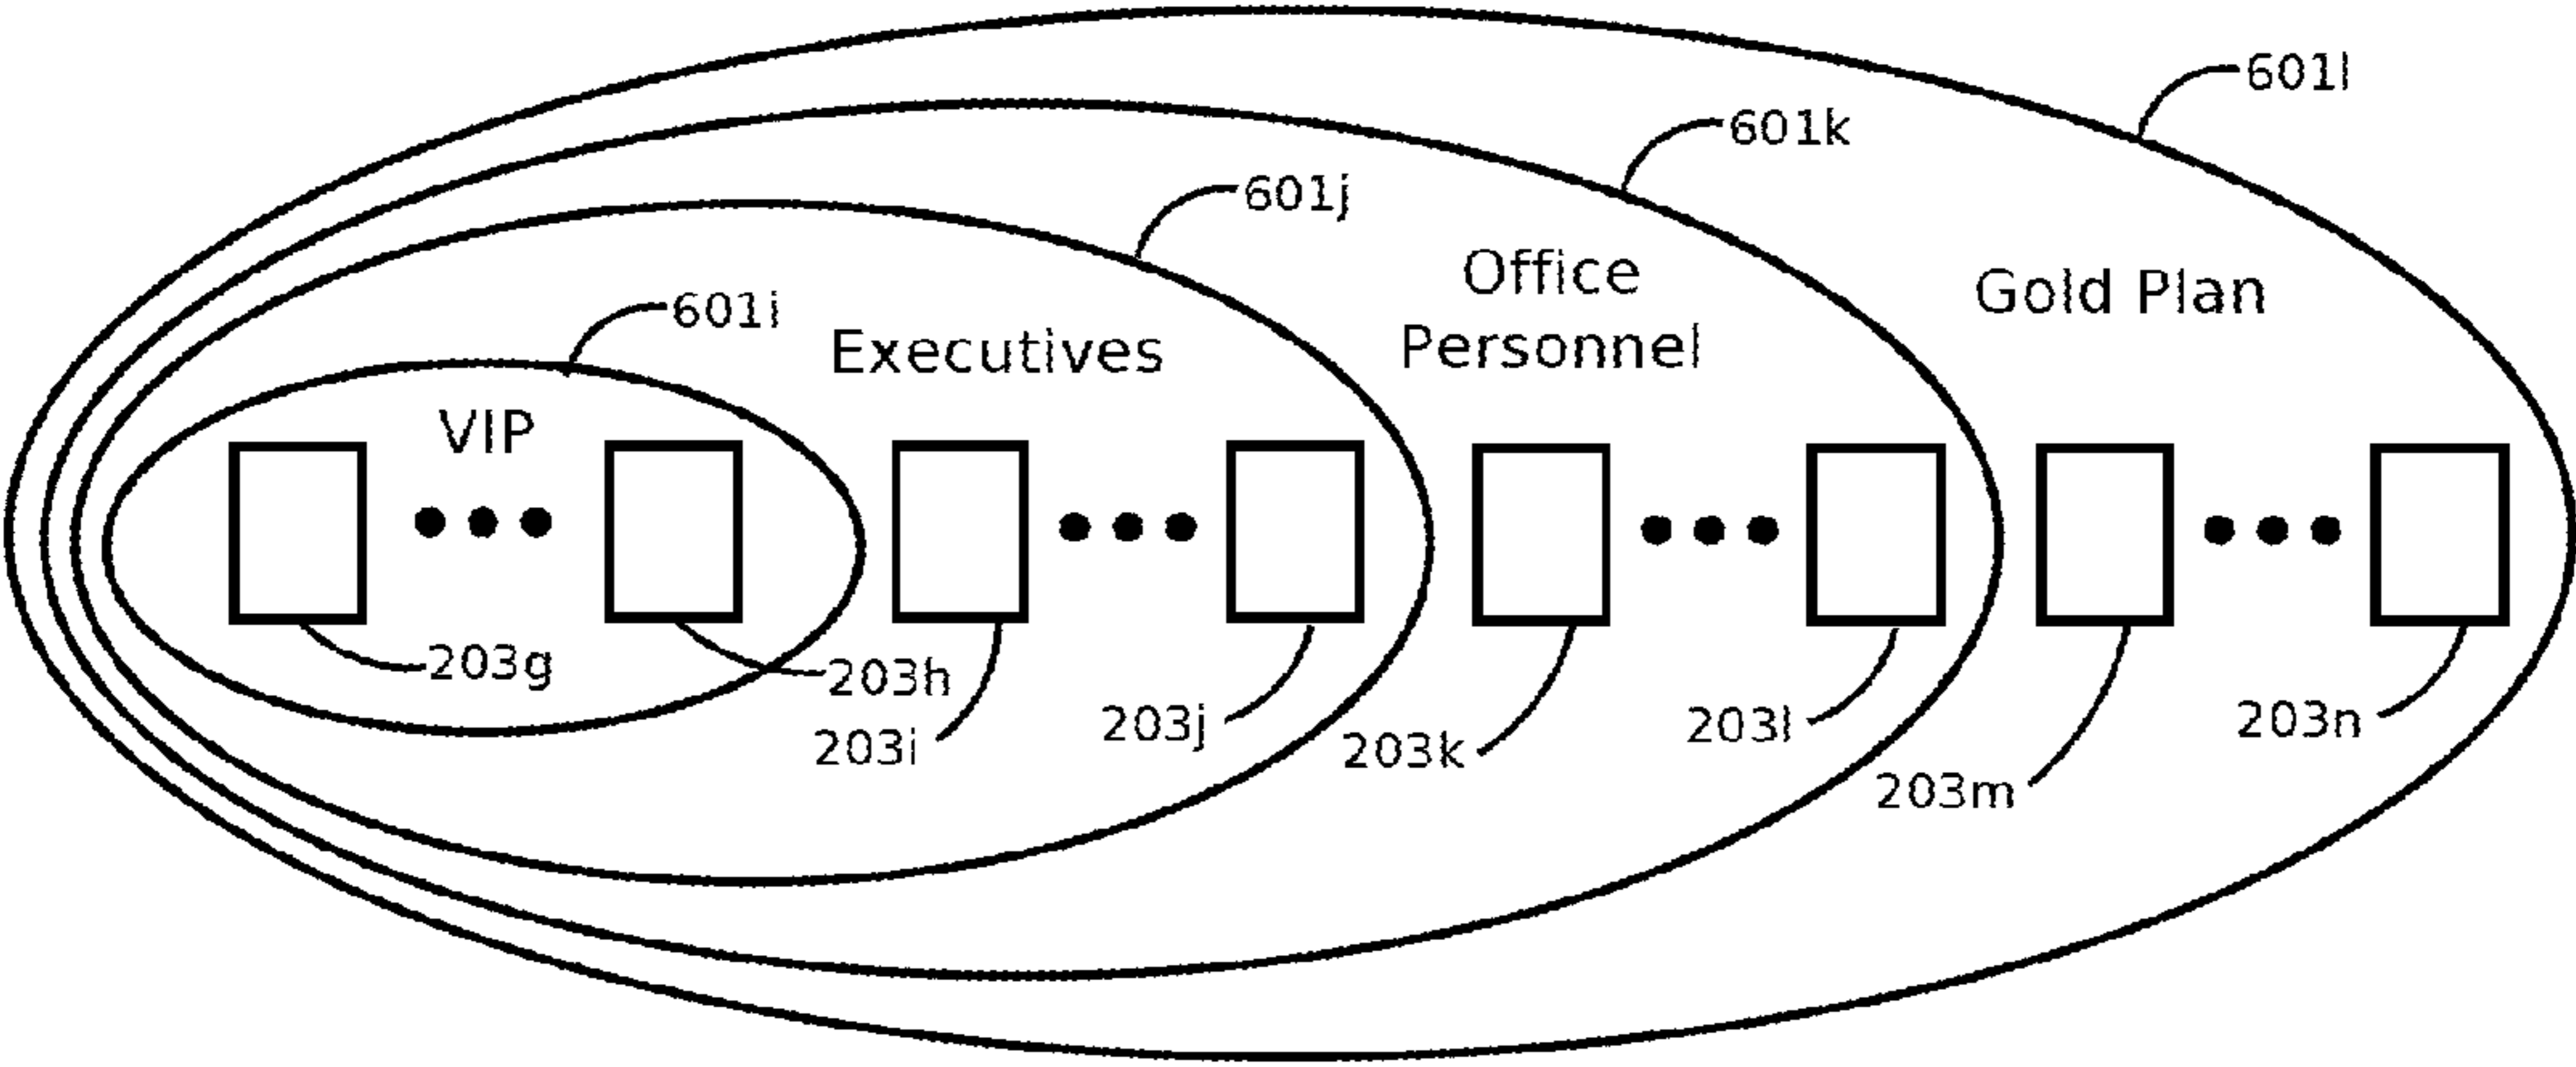 601l
601k
601j
Office
Personnel
Gold Plan
601i
Executives
VIP
203g
203h
203i
203j
203k
203l
203m
203n